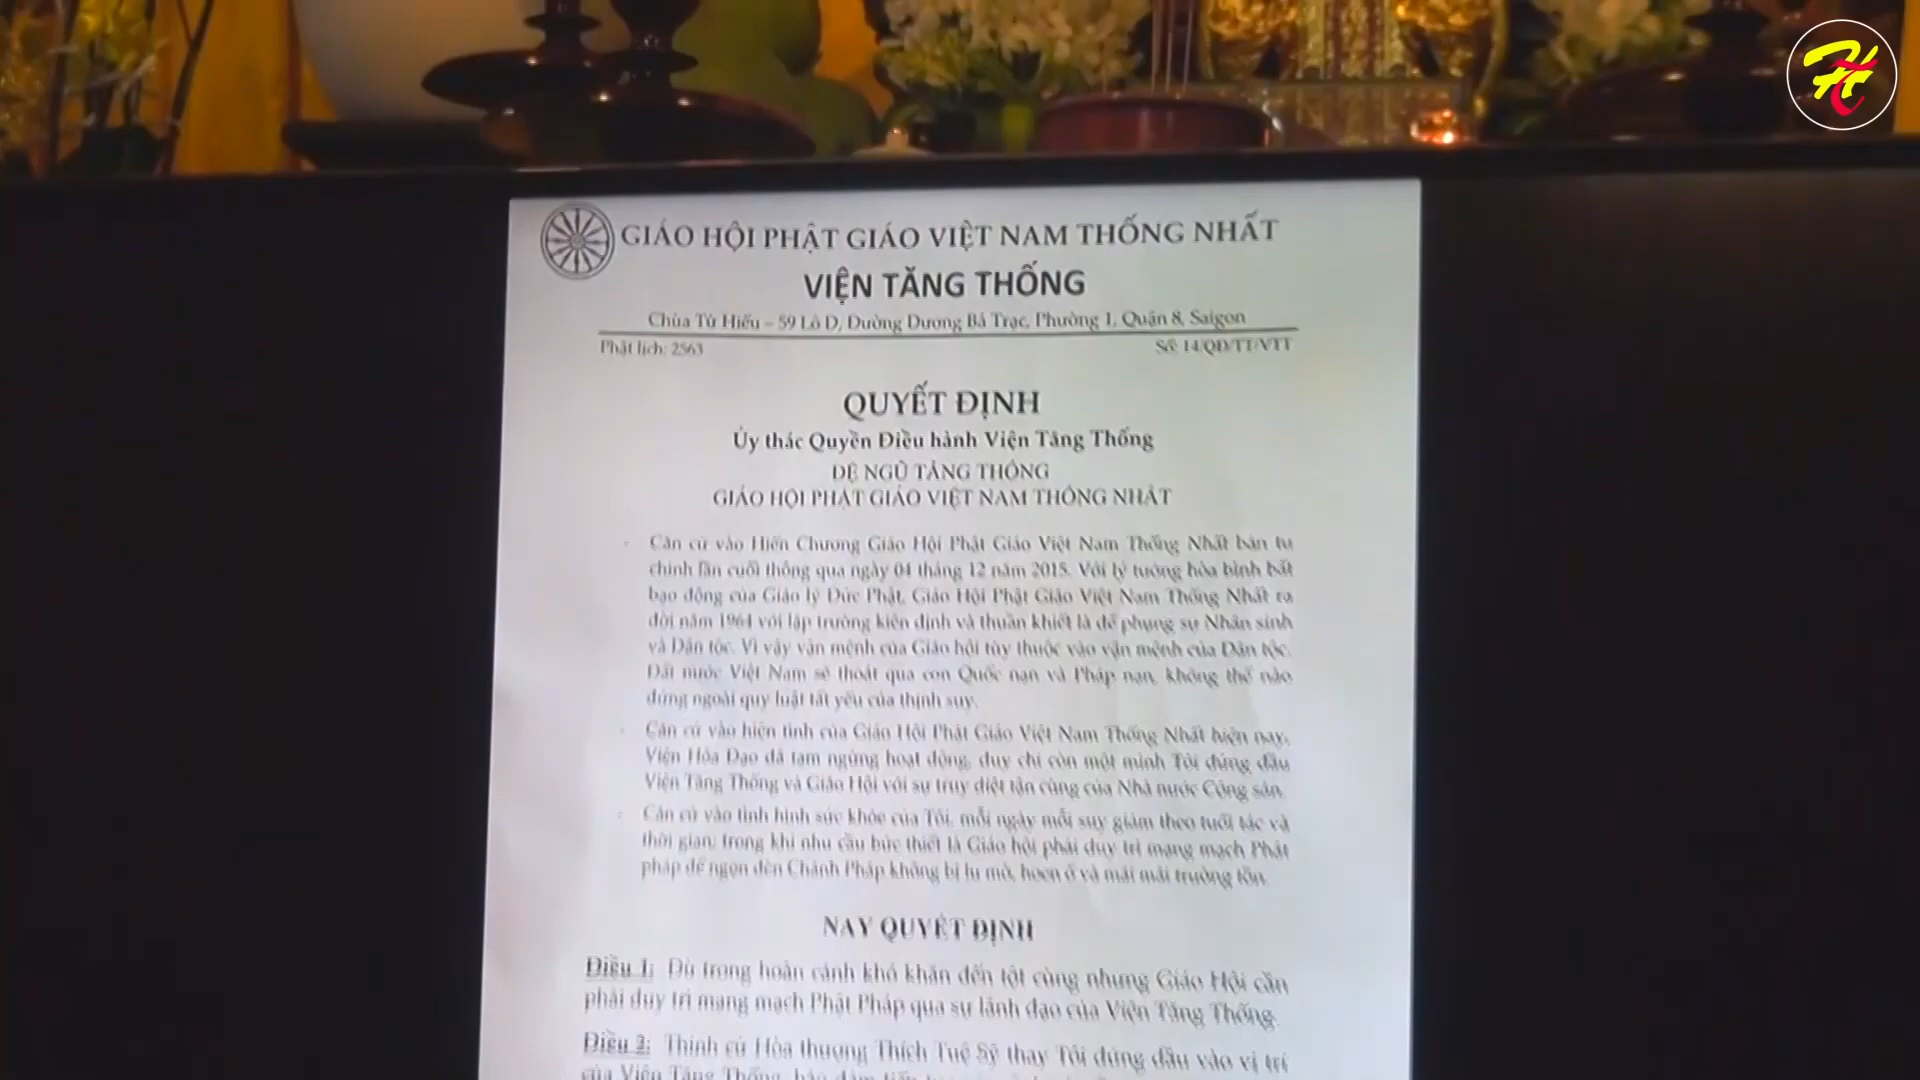 GIÁO HỘI PHẬT GIÁO VIỆT NAM THỐNG NHẤT
VIỆN TĂNG THỐNG
Chùa Từ Hiếu – 59 Lô D, Đường Dương Bá Trạc, Phường 1, Quận 8, Saigon
Phật lịch: 2563
Số: 14/QĐ/TT/VTT
QUYẾT ĐỊNH
Ủy thác Quyền Điều hành Viện Tăng Thống
ĐỆ NGŨ TĂNG THỐNG
GIÁO HỘI PHẬT GIÁO VIỆT NAM THỐNG NHẤT
- Căn cứ vào Hiến Chương Giáo Hội Phật Giáo Việt Nam Thống Nhất bản tu
chính lần cuối thông qua ngày 04 tháng 12 năm 2015. Với lý tưởng hòa bình bất
bạo động của Giáo lý Đức Phật, Giáo Hội Phật Giáo Việt Nam Thống Nhất ra
đời năm 1964 với lập trường kiên định và thuần khiết là để phụng sự Nhân sinh
và Dân tộc. Vì vậy vận mệnh của Giáo hội tùy thuộc vào vận mệnh của Dân tộc.
Đất nước Việt Nam sẽ thoát qua cơn Quốc nạn và Pháp nạn, không thể nào
đứng ngoài quy luật tất yếu của thịnh suy.
- Căn cứ vào hiện tình của Giáo Hội Phật Giáo Việt Nam Thống Nhất hiện nay,
Viện Hóa Đạo đã tạm ngừng hoạt động, duy chỉ còn một mình Tôi đứng đầu
Viện Tăng Thống và Giáo Hội với sự truy diệt tận cùng của Nhà nước Cộng sản.
- Căn cứ vào tình hình sức khỏe của Tôi, mỗi ngày mỗi suy giảm theo tuổi tác và
thời gian; trong khi nhu cầu bức thiết là Giáo hội phải duy trì mạng mạch Phật
pháp để ngọn đèn Chánh Pháp không bị lu mờ, hoen ố và mãi mãi trường tồn.
NAY QUYẾT ĐỊNH
Điều 1: Dù trong hoàn cảnh khó khăn đến tột cùng nhưng Giáo Hội cần
phải duy trì mạng mạch Phật Pháp qua sự lãnh đạo của Viện Tăng Thống.
Điều 2: Thỉnh cử Hòa thượng Thích Tuệ Sỹ thay Tôi đứng đầu vào vị trí
của Viện Tăng Thống,